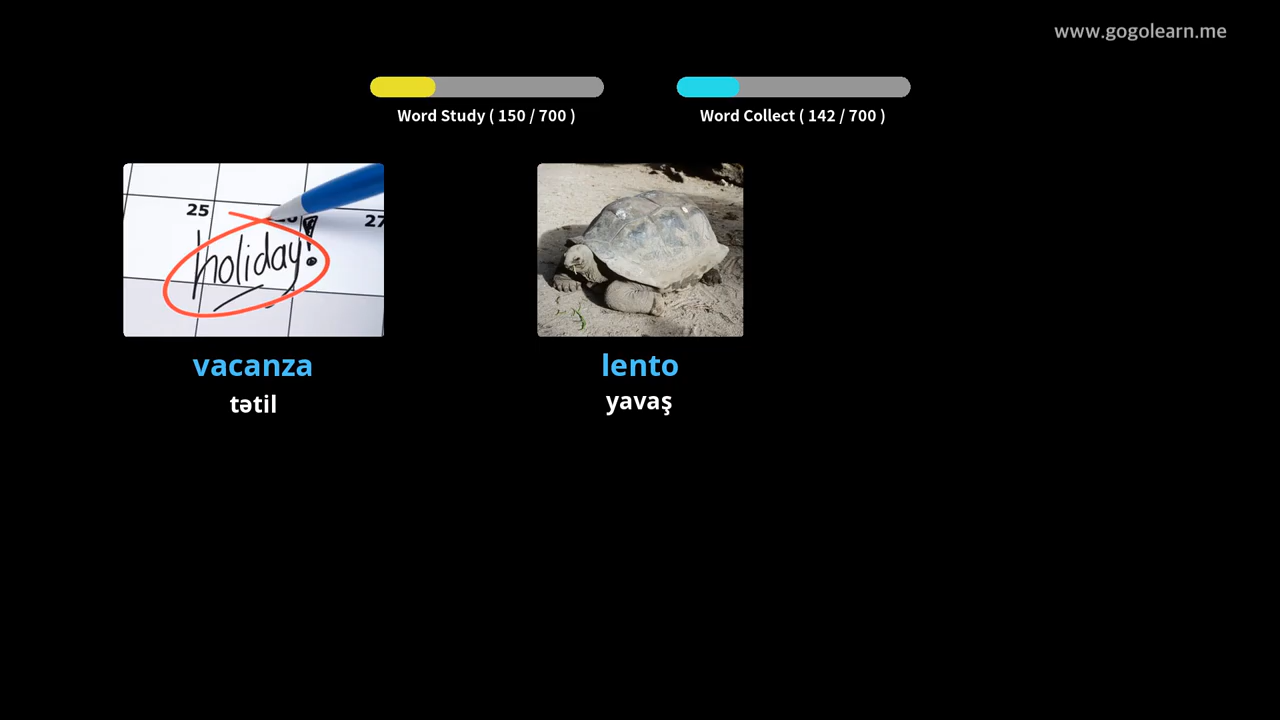 www.gogolearn.me
Word Study ( 150 / 700 )
Word Collect ( 142 / 700 )
25
27
holiday!
vacanza
lento
tətil
yavaş